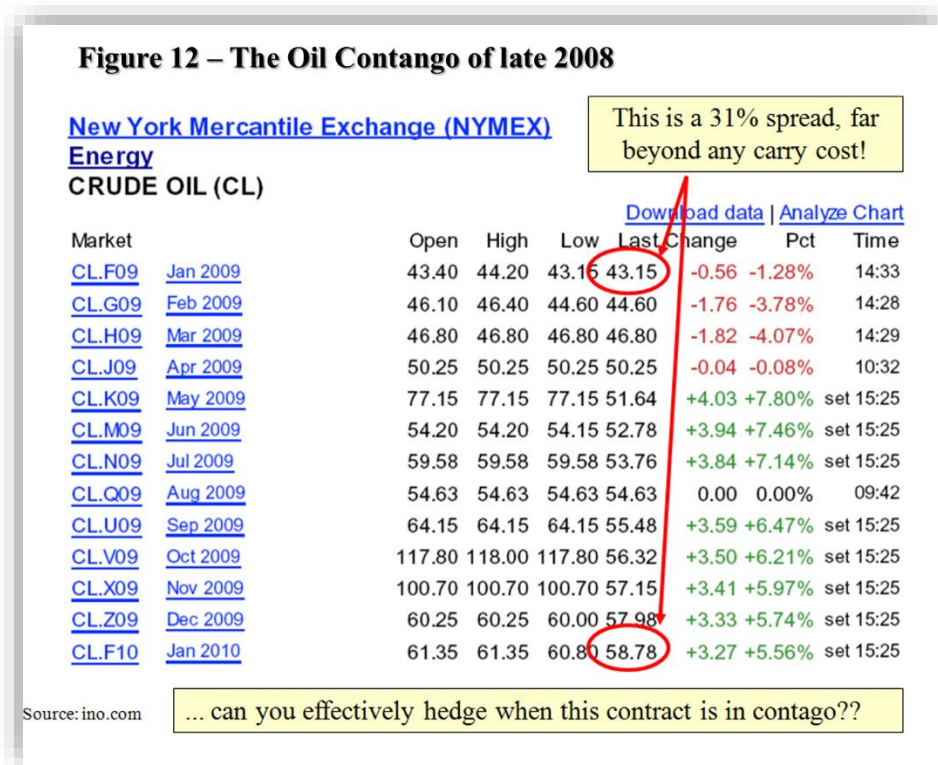 Figure 12 – The Oil Contango of late 2008
This is a 31% spread, far
beyond any carry cost!
New York Mercantile Exchange (NYMEX)
Energy
CRUDE OIL (CL)
Download data | Analyze Chart
Market Open High Low Last Change Pct Time
CL.F09 Jan 2009 43.40 44.20 43.15 43.15 -0.56 -1.28% 14:33
CL.G09 Feb 2009 46.10 46.40 44.60 44.60 -1.76 -3.78% 14:28
CL.H09 Mar 2009 46.80 46.80 46.80 46.80 -1.82 -4.07% 14:29
CL.J09 Apr 2009 50.25 50.25 50.25 50.25 -0.04 -0.08% 10:32
CL.K09 May 2009 77.15 77.15 77.15 51.64 +4.03 +7.80% set 15:25
CL.M09 Jun 2009 54.20 54.20 54.15 52.78 +3.94 +7.46% set 15:25
CL.N09 Jul 2009 59.58 59.58 59.58 53.76 +3.84 +7.14% set 15:25
CL.Q09 Aug 2009 54.63 54.63 54.63 54.63 0.00 0.00% 09:42
CL.U09 Sep 2009 64.15 64.15 64.15 55.48 +3.59 +6.47% set 15:25
CL.V09 Oct 2009 117.80 118.00 117.80 56.32 +3.50 +6.21% set 15:25
CL.X09 Nov 2009 100.70 100.70 100.70 57.15 +3.41 +5.97% set 15:25
CL.Z09 Dec 2009 60.25 60.25 60.00 57.98 +3.33 +5.74% set 15:25
CL.F10 Jan 2010 61.35 61.35 60.80 58.78 +3.27 +5.56% set 15:25
Source: ino.com
... can you effectively hedge when this contract is in contago??